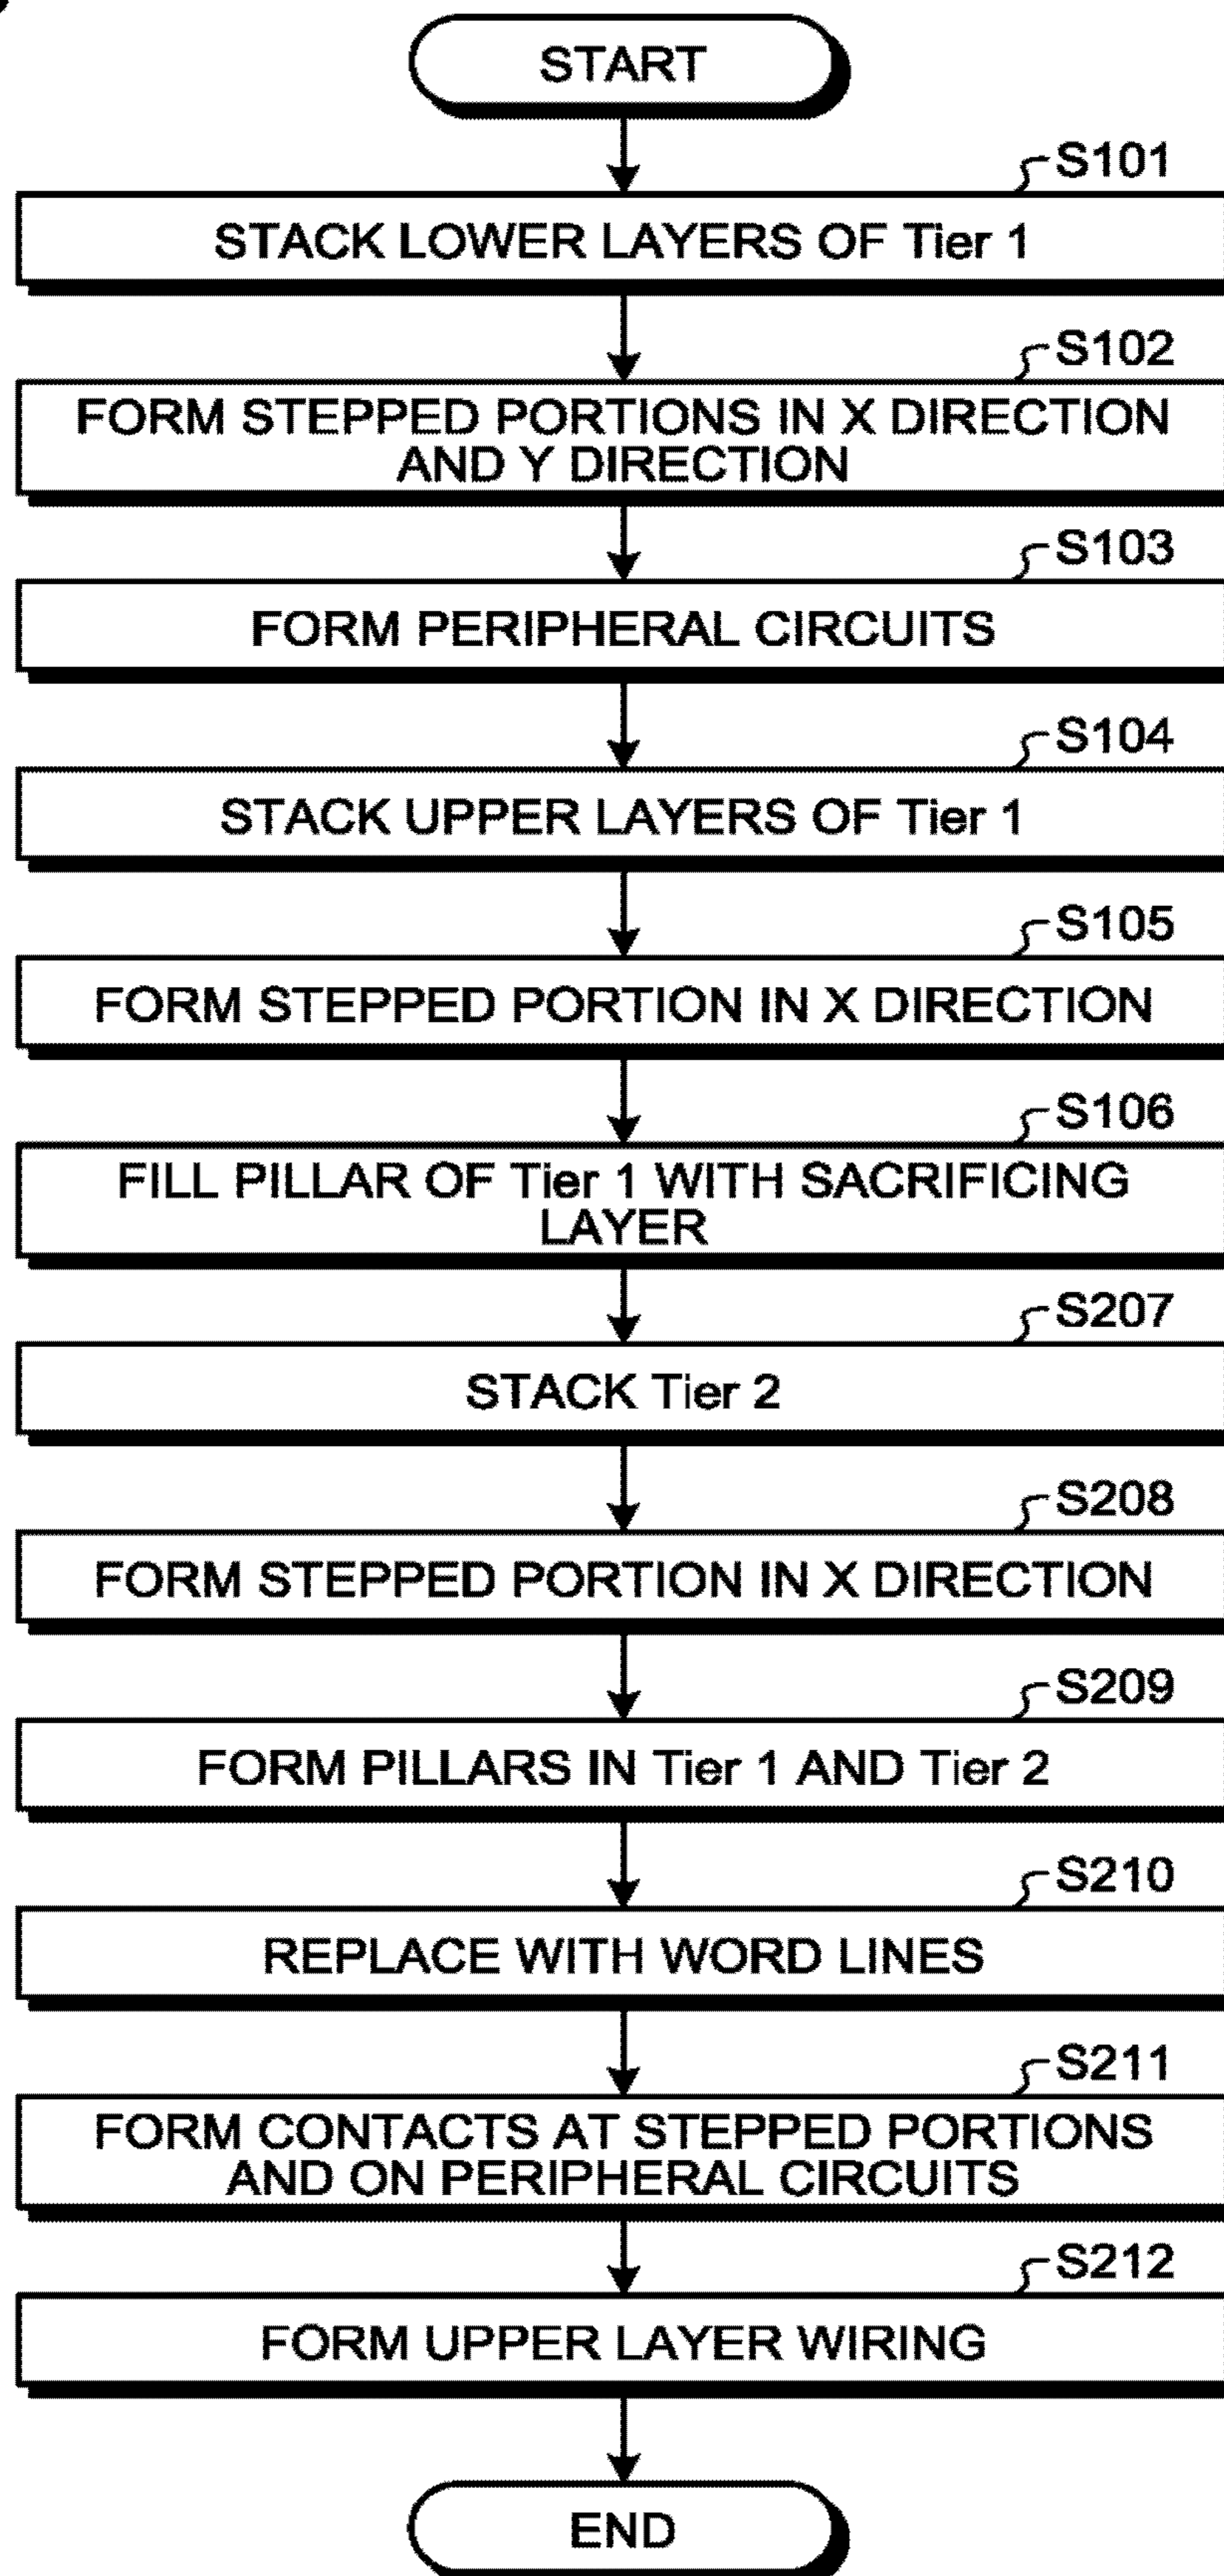 START
S101
STACK LOWER LAYERS OF Tier 1
S102
FORM STEPPED PORTIONS IN X DIRECTION
AND Y DIRECTION
S103
FORM PERIPHERAL CIRCUITS
S104
STACK UPPER LAYERS OF Tier 1
S105
FORM STEPPED PORTION IN X DIRECTION
S106
FILL PILLAR OF Tier 1 WITH SACRIFICING
LAYER
S207
STACK Tier 2
S208
FORM STEPPED PORTION IN X DIRECTION
S209
FORM PILLARS IN Tier 1 AND Tier 2
S210
REPLACE WITH WORD LINES
S211
FORM CONTACTS AT STEPPED PORTIONS
AND ON PERIPHERAL CIRCUITS
S212
FORM UPPER LAYER WIRING
END